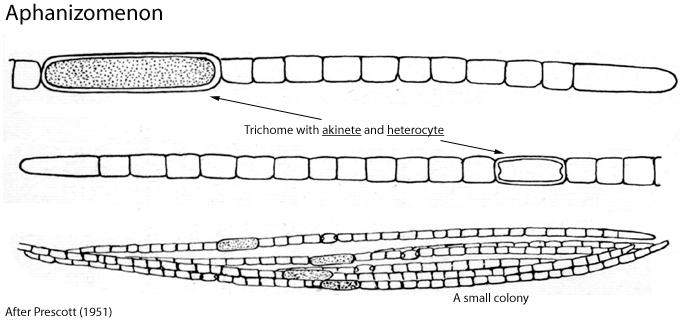 Aphanizomenon
Trichome with akinete and heterocyte
A small colony
After Prescott (1951)